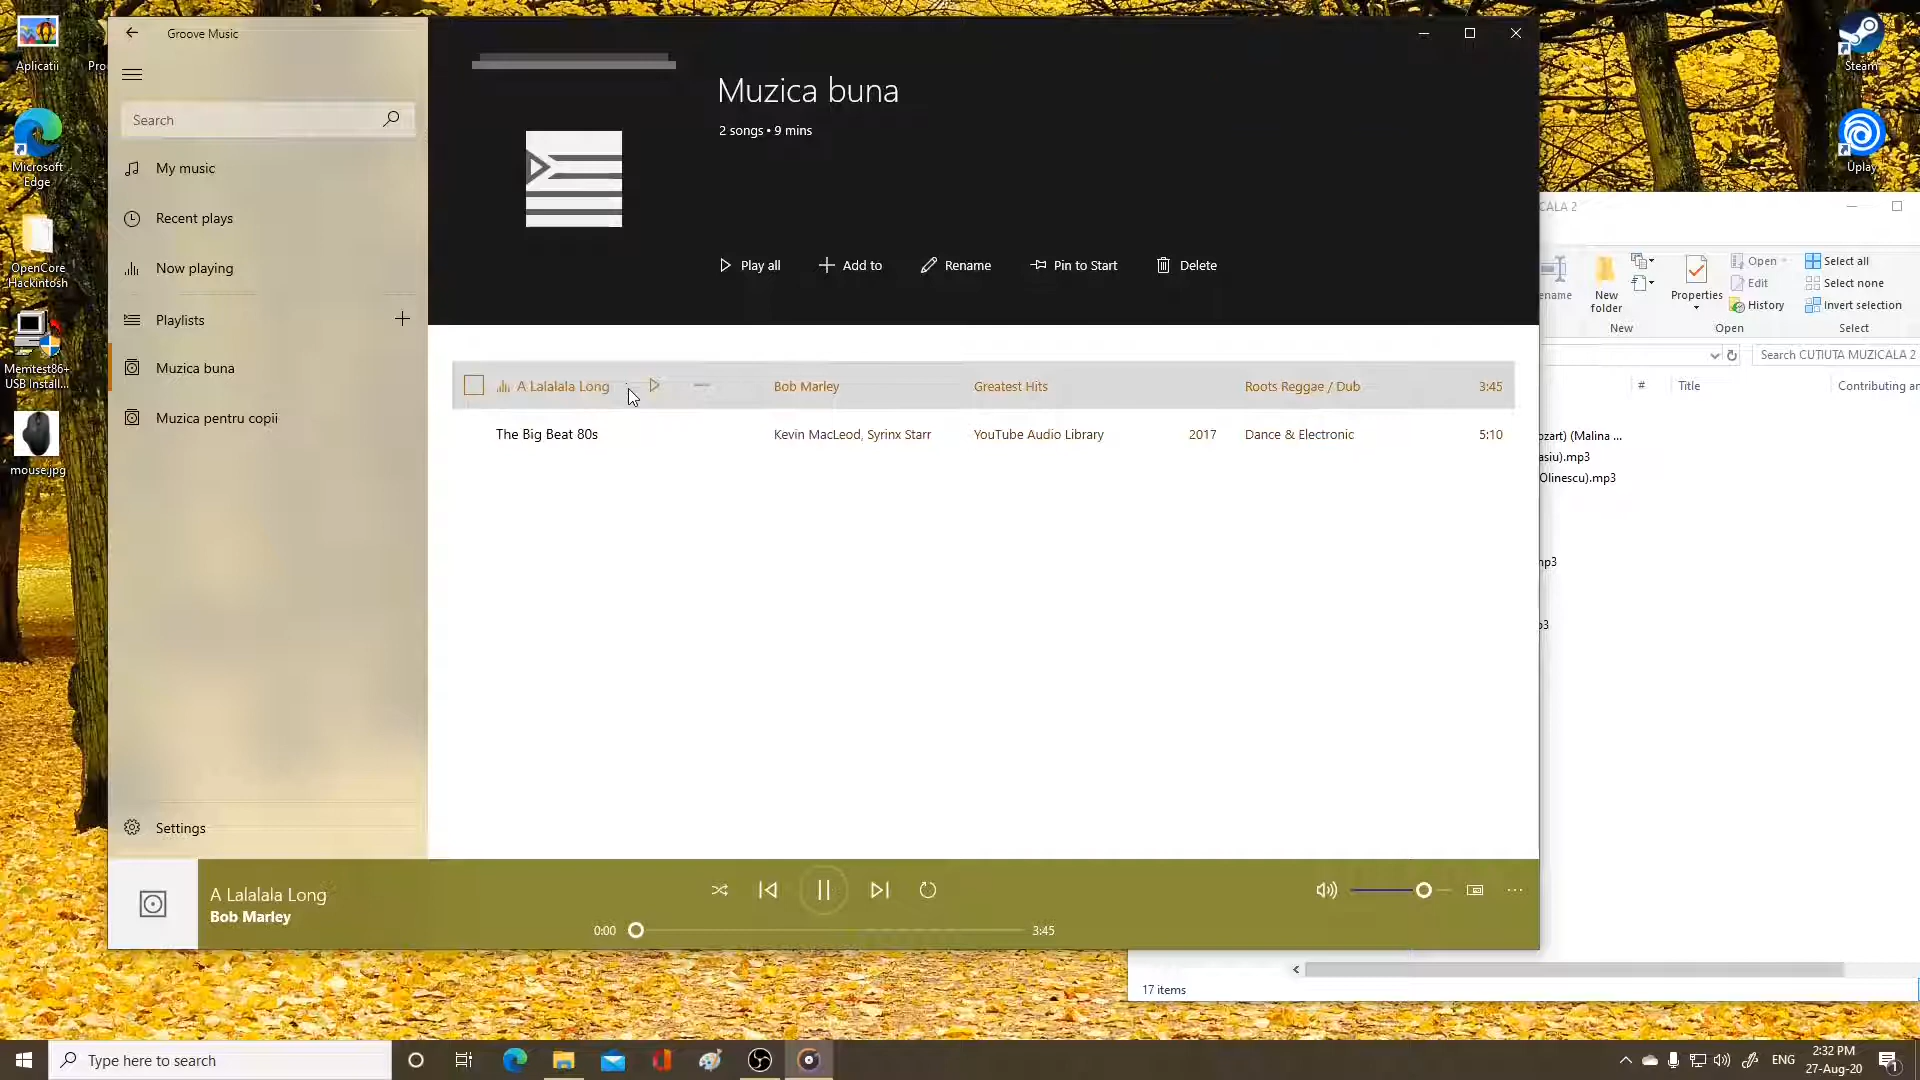 Aplicatii
Pro
Microsoft
Edge
OpenCore
Hackintosh
Memtest86+
USB Install...
mouse.jpg
Groove Music
Search
My music
Recent plays
Now playing
Playlists
Muzica buna
Muzica pentru copii
Settings
Muzica buna
2 songs • 9 mins
Play all
Add to
Rename
Pin to Start
Delete
A Lalalala Long Bob Marley Greatest Hits Roots Reggae / Dub 3:45
The Big Beat 80s Kevin MacLeod, Syrinx Starr YouTube Audio Library 2017 Dance & Electronic 5:10
A Lalalala Long
Bob Marley
0:00
3:45
Steam
Uplay
CALA 2
ename
New
folder
New
Properties
Open
Edit
History
Open
Select all
Select none
Invert selection
Select
Search CUTIUTA MUZICALA 2
# Title Contributing ar
ozart) (Malina ...
asiu).mp3
Olinescu).mp3
np3
o3
17 items
Type here to search
ENG
2:32 PM
27-Aug-20
1